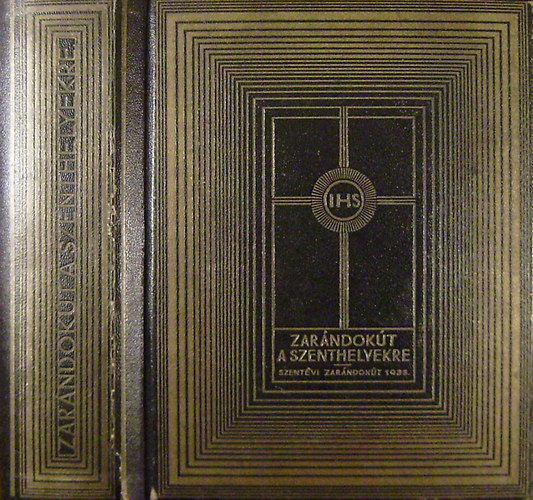 ZARÁNDOKÚT A SZENTHELYEKRE
IHS
ZARÁNDOKÚT
A SZENTHELYEKRE
SZENTÉVI ZARÁNDOKÚT 1938.